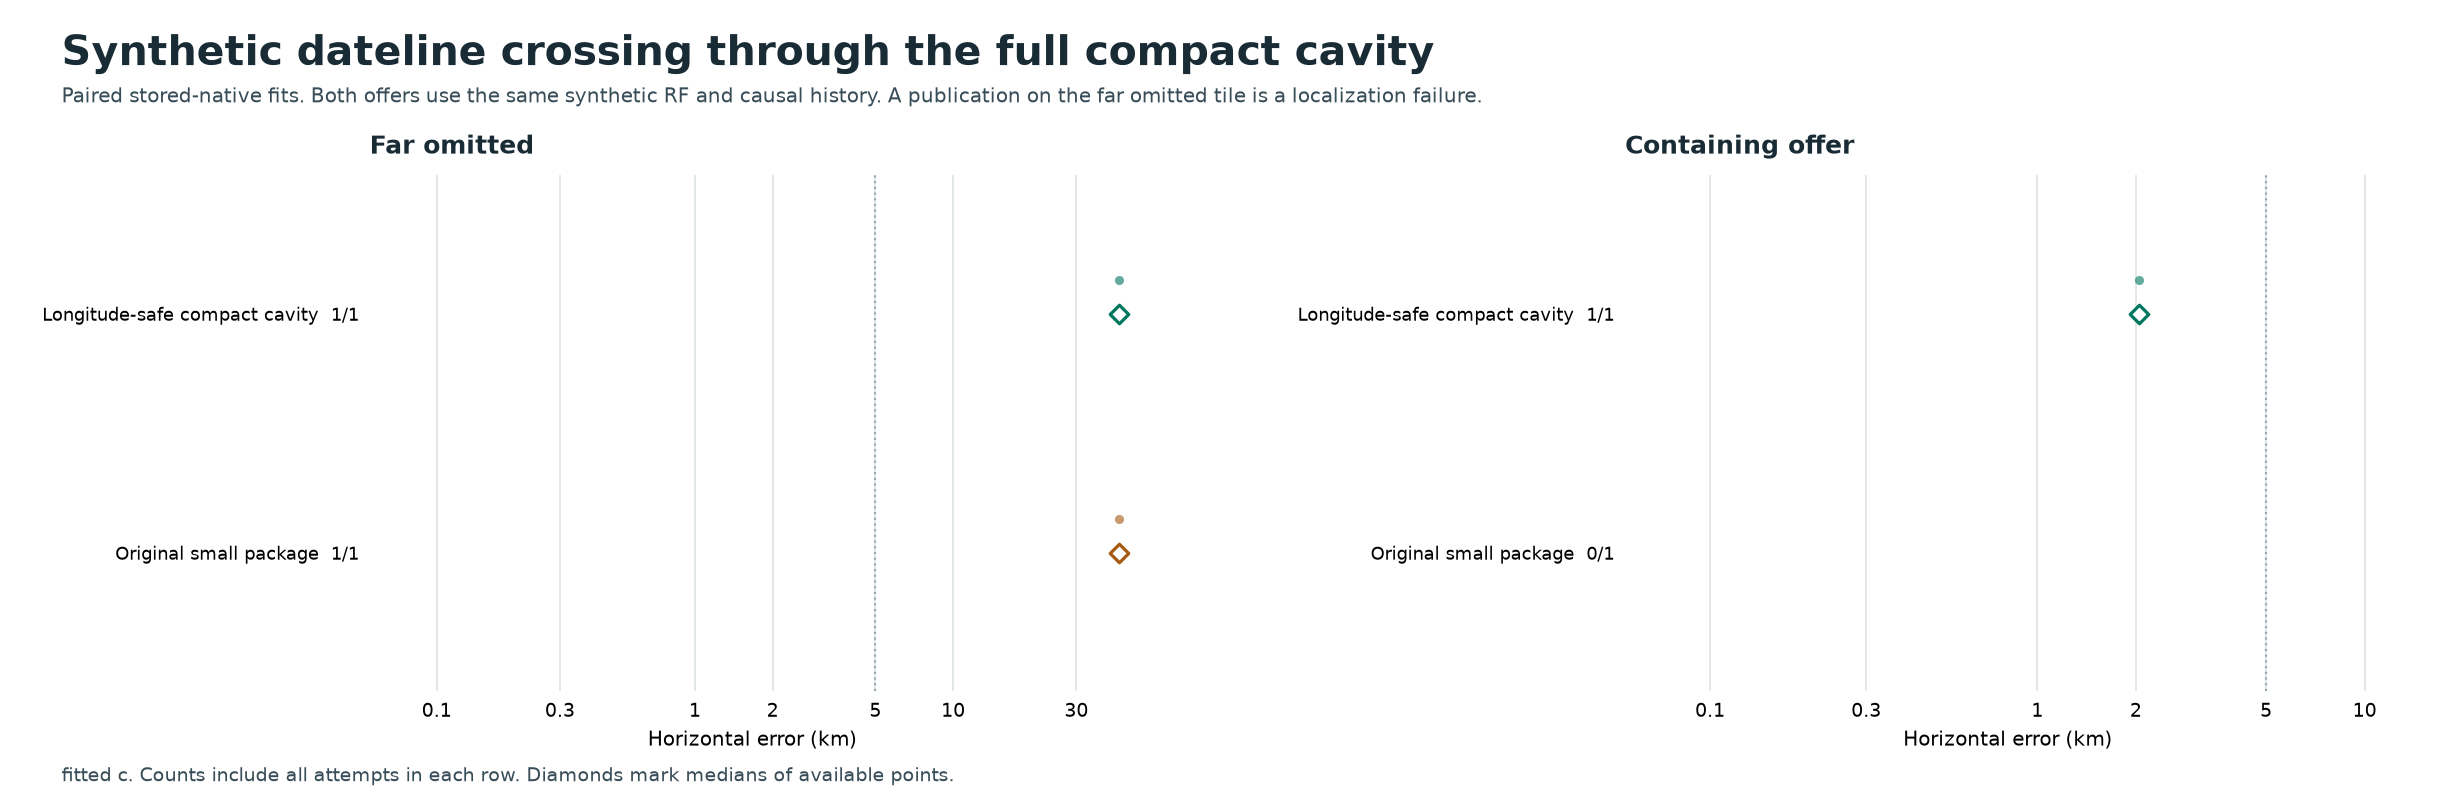 Synthetic dateline crossing through the full compact cavity
Paired stored-native fits. Both offers use the same synthetic RF and causal history. A publication on the far omitted tile is a localization failure.
Far omitted
Longitude-safe compact cavity 1/1
Original small package 1/1
0.1 0.3 1 2 5 10 30
Horizontal error (km)
Containing offer
Longitude-safe compact cavity 1/1
Original small package 0/1
0.1 0.3 1 2 5 10
Horizontal error (km)
fitted c. Counts include all attempts in each row. Diamonds mark medians of available points.